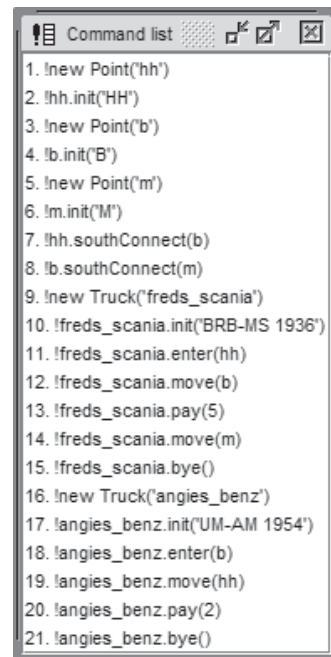 Command list
1. !new Point('hh')
2. !hh.init('HH')
3. !new Point('b')
4. !b.init('B')
5. !new Point('m')
6. !m.init('M')
7. !hh.southConnect(b)
8. !b.southConnect(m)
9. !new Truck('freds_scania')
10. !freds_scania.init('BRB-MS 1936')
11. !freds_scania.enter(hh)
12. !freds_scania.move(b)
13. !freds_scania.pay(5)
14. !freds_scania.move(m)
15. !freds_scania.bye()
16. !new Truck('angies_benz')
17. !angies_benz.init('UM-AM 1954')
18. !angies_benz.enter(b)
19. !angies_benz.move(hh)
20. !angies_benz.pay(2)
21. !angies_benz.bye()